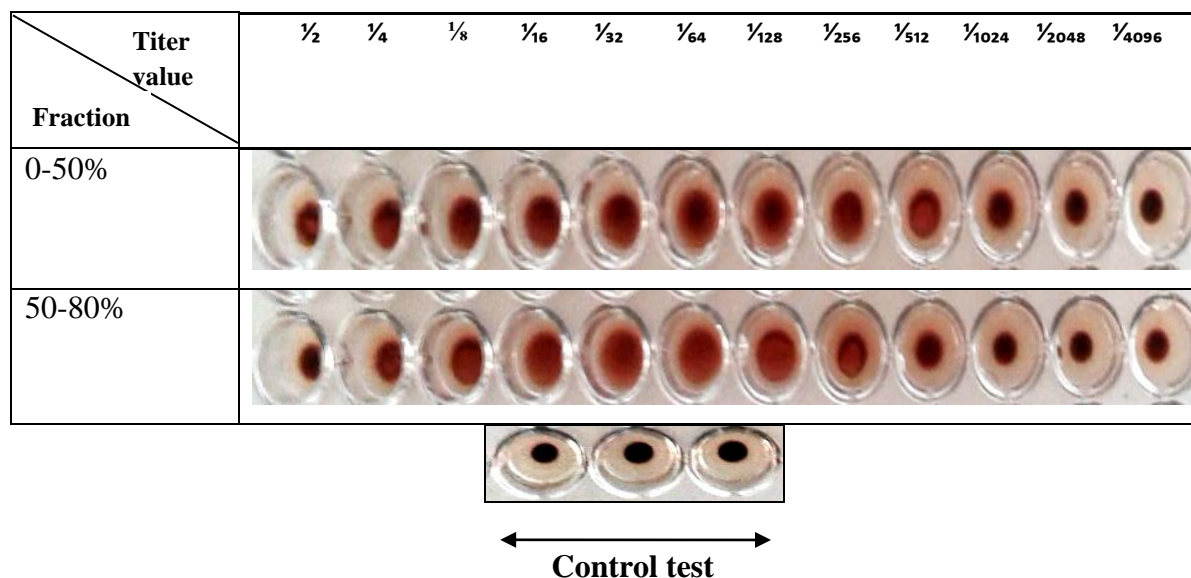 Titer value
Fraction
½ ¼ ⅛ ⅟₁₆ ⅟₃₂ ⅟₆₄ ⅟₁₂₈ ⅟₂₅₆ ⅟₅₁₂ ⅟₁₀₂₄ ⅟₂₀₄₈ ⅟₄₀₉₆
0-50%
50-80%
Control test